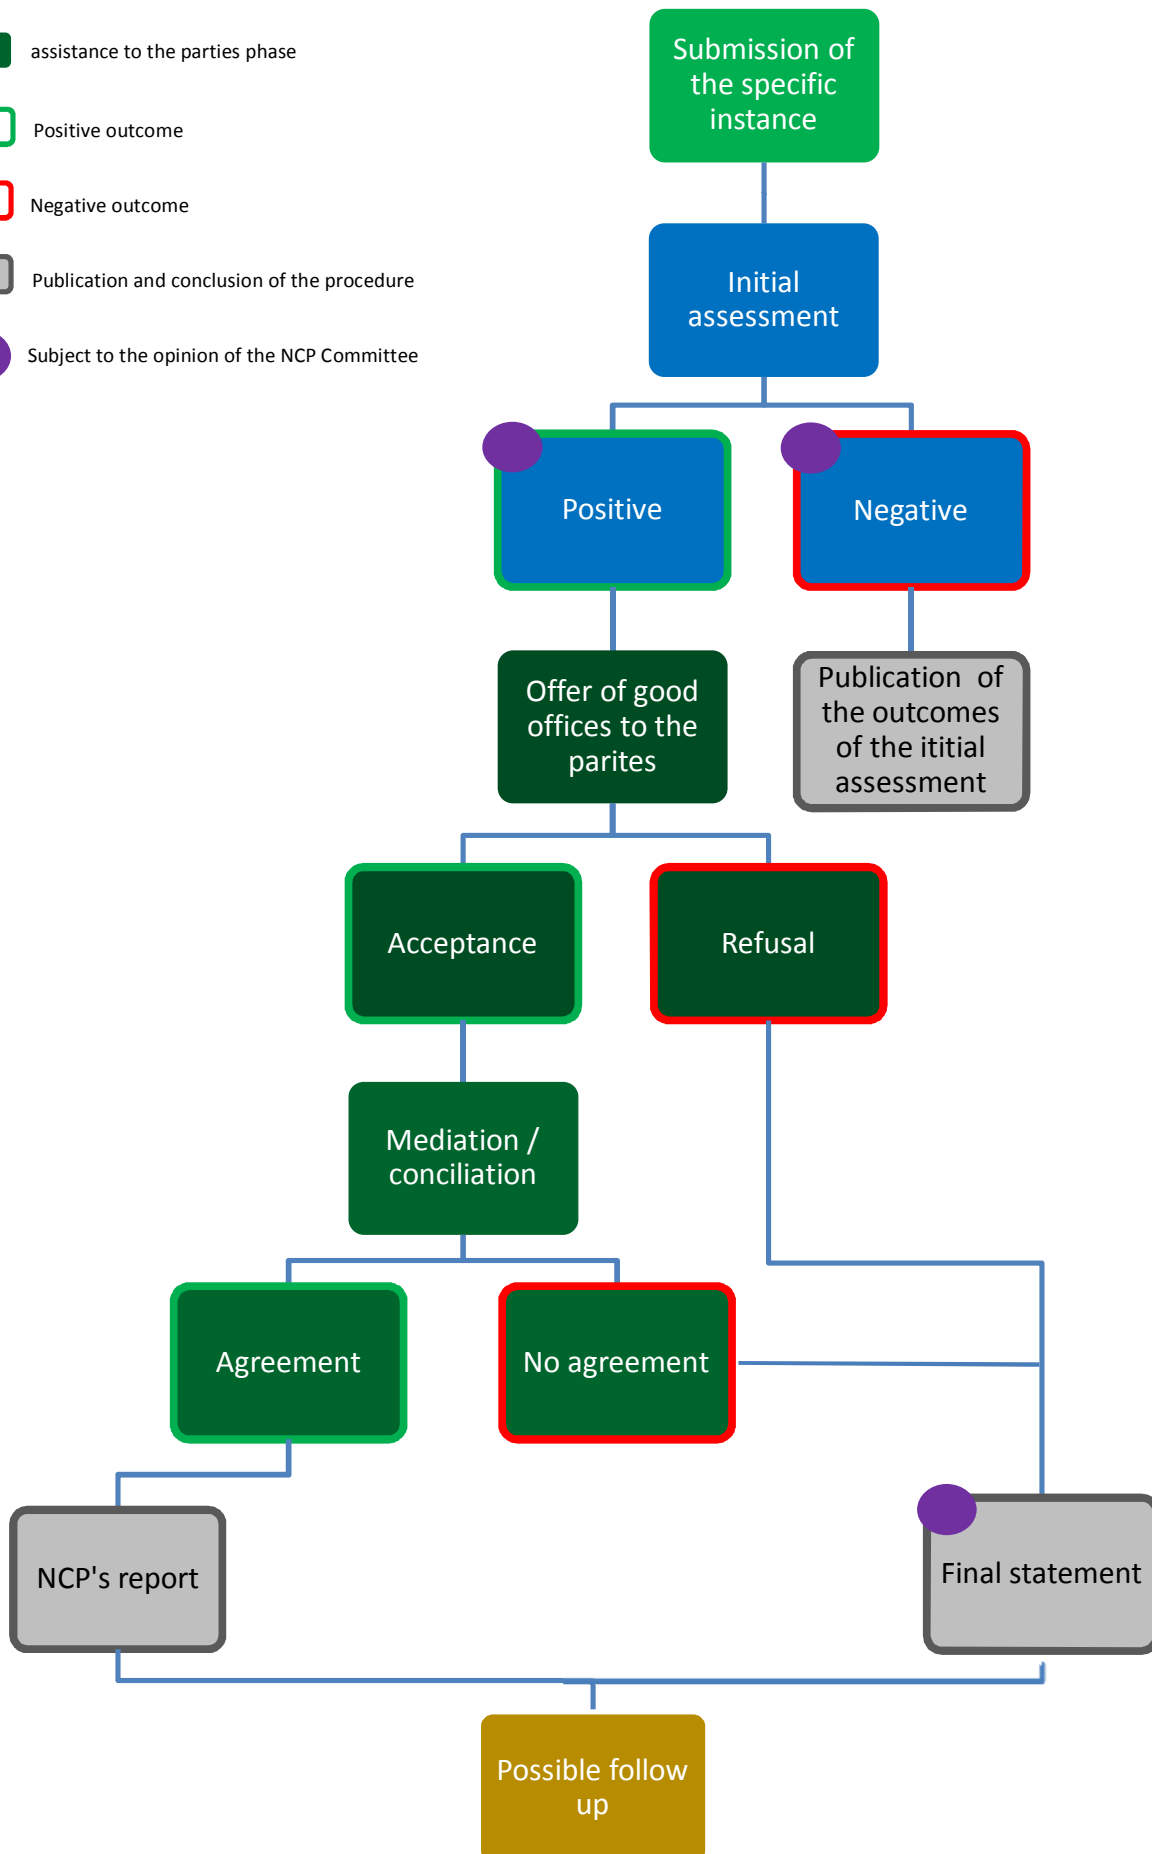 assistance to the parties phase
Positive outcome
Negative outcome
Publication and conclusion of the procedure
Subject to the opinion of the NCP Committee
Submission of
the specific
instance
Initial
assessment
Positive
Negative
Offer of good
offices to the
parites
Publication  of
the outcomes
of the ititial
assessment
Acceptance
Refusal
Mediation /
conciliation
Agreement
No agreement
NCP's report
Final statement
Possible follow
up